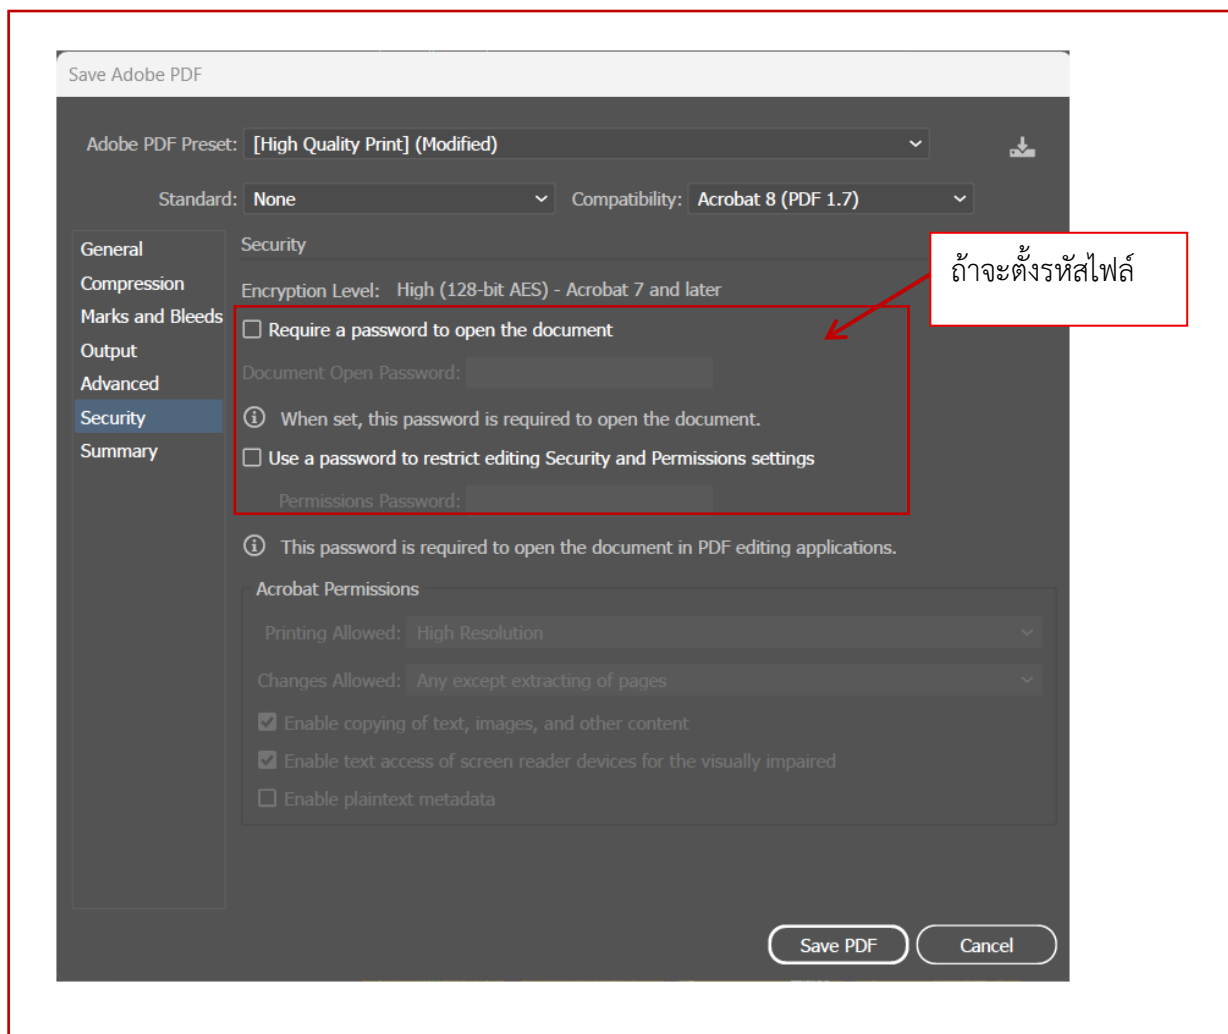 Save Adobe PDF
Adobe PDF Preset: [High Quality Print] (Modified)
Standard: None Compatibility: Acrobat 8 (PDF 1.7)
General
Compression
Marks and Bleeds
Output
Advanced
Security
Summary
Security
Encryption Level: High (128-bit AES) - Acrobat 7 and later
ถ้าจะตั้งรหัสไฟล์
Require a password to open the document
Document Open Password:
When set, this password is required to open the document.
Use a password to restrict editing Security and Permissions settings
Permissions Password:
This password is required to open the document in PDF editing applications.
Acrobat Permissions
Printing Allowed: High Resolution
Changes Allowed: Any except extracting of pages
Enable copying of text, images, and other content
Enable text access of screen reader devices for the visually impaired
Enable plaintext metadata
Save PDF Cancel